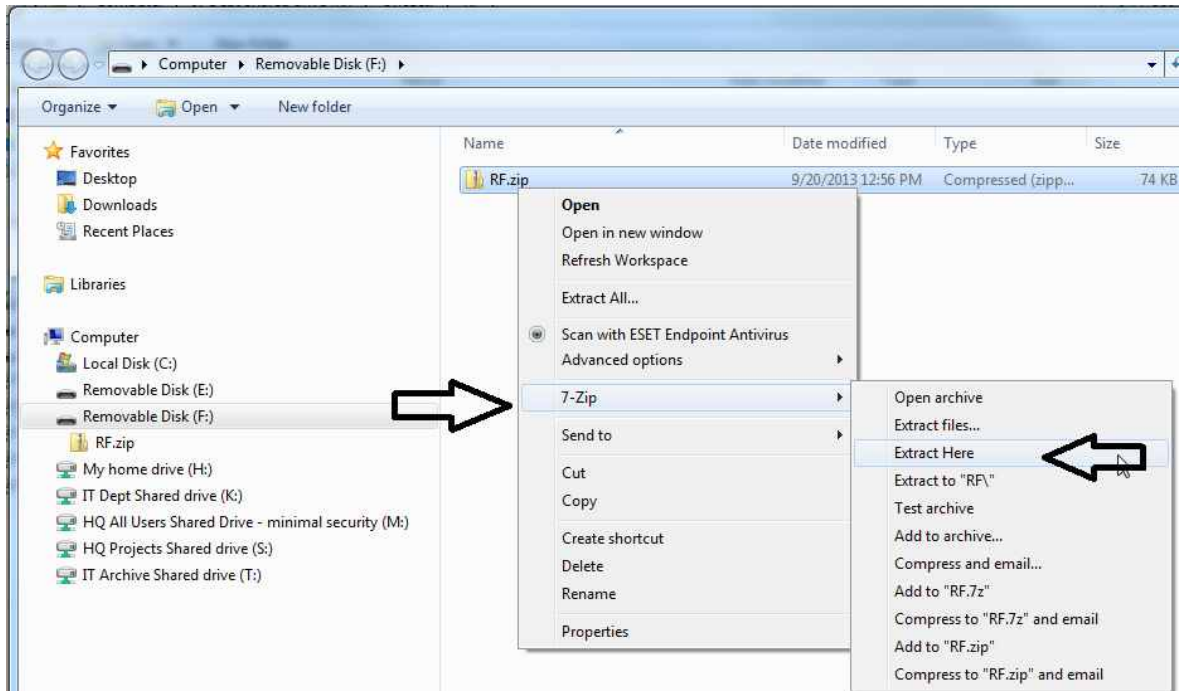 Computer Removable Disk (F:)
Organize Open New folder
Favorites
Desktop
Downloads
Recent Places
Libraries
Computer
Local Disk (C:)
Removable Disk (E:)
Removable Disk (F:)
RF.zip
My home drive (H:)
IT Dept Shared drive (K:)
HQ All Users Shared Drive - minimal security (M:)
HQ Projects Shared drive (S:)
IT Archive Shared drive (T:)
Name Date modified Type Size
RF.zip 9/20/2013 12:56 PM Compressed (zipp... 74 KB
Open
Open in new window
Refresh Workspace
Extract All...
Scan with ESET Endpoint Antivirus
Advanced options
7-Zip
Send to
Cut
Copy
Create shortcut
Delete
Rename
Properties
Open archive
Extract files...
Extract Here
Extract to "RF\"
Test archive
Add to archive...
Compress and email...
Add to "RF.7z"
Compress to "RF.7z" and email
Add to "RF.zip"
Compress to "RF.zip" and email